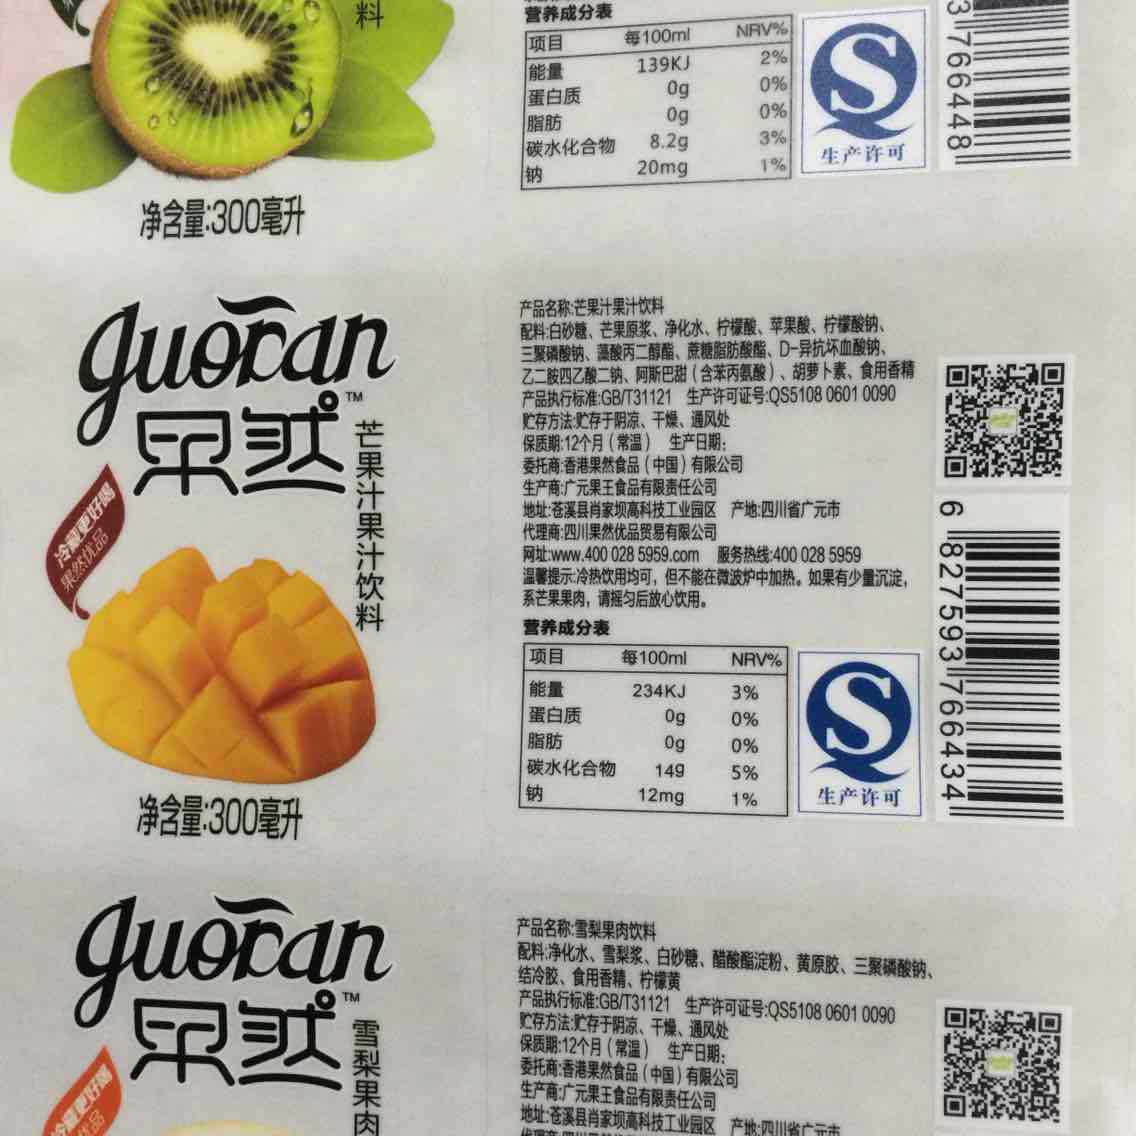 料
净含量:300毫升
营养成分表
项目 每100ml NRV%
能量 139KJ 2%
蛋白质 0g 0%
脂肪 0g 0%
碳水化合物 8.2g 3%
钠 20mg 1%
S
生产许可
3 766448
guoran
果然™
芒果汁果汁饮料
冷藏更好喝
果然优品
净含量:300毫升
产品名称:芒果汁果汁饮料
配料:白砂糖、芒果原浆、净化水、柠檬酸、苹果酸、柠檬酸钠、
三聚磷酸钠、藻酸丙二醇酯、蔗糖脂肪酸酯、D-异抗坏血酸钠、
乙二胺四乙酸二钠、阿斯巴甜(含苯丙氨酸)、胡萝卜素、食用香精
产品执行标准:GB/T31121 生产许可证号:QS5108 0601 0090
贮存方法:贮存于阴凉、干燥、通风处
保质期:12个月(常温) 生产日期:
委托商:香港果然食品(中国)有限公司
生产商:广元果王食品有限责任公司
地址:苍溪县肖家坝高科技工业园区 产地:四川省广元市
代理商:四川果然优品贸易有限公司
网址:www.400 028 5959.com 服务热线:400 028 5959
温馨提示:冷热饮用均可，但不能在微波炉中加热。如果有少量沉淀，
系芒果果肉，请摇匀后放心饮用。
营养成分表
项目 每100ml NRV%
能量 234KJ 3%
蛋白质 0g 0%
脂肪 0g 0%
碳水化合物 14g 5%
钠 12mg 1%
S
生产许可
6 827593 766434
guoran
果然™
雪梨果肉
冷藏更好喝
优品
产品名称:雪梨果肉饮料
配料:净化水、雪梨浆、白砂糖、醋酸酯淀粉、黄原胶、三聚磷酸钠、
结冷胶、食用香精、柠檬黄
产品执行标准:GB/T31121 生产许可证号:QS5108 0601 0090
贮存方法:贮存于阴凉、干燥、通风处
保质期:12个月(常温) 生产日期:
委托商:香港果然食品(中国)有限公司
生产商:广元果王食品有限责任公司
地址:苍溪县肖家坝高科技工业园区 产地:四川省广元市